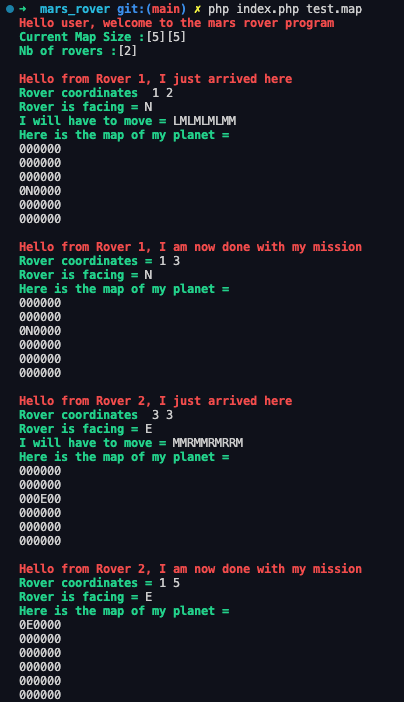 ● → mars_rover git:(main) ✗ php index.php test.map
Hello user, welcome to the mars rover program
Current Map Size :[5][5]
Nb of rovers :[2]

Hello from Rover 1, I just arrived here
Rover coordinates  1 2
Rover is facing = N
I will have to move = LMLMLMLMM
Here is the map of my planet =
000000
000000
000000
0N0000
000000
000000

Hello from Rover 1, I am now done with my mission
Rover coordinates = 1 3
Rover is facing = N
Here is the map of my planet =
000000
000000
0N0000
000000
000000
000000

Hello from Rover 2, I just arrived here
Rover coordinates  3 3
Rover is facing = E
I will have to move = MMRMMRMRRM
Here is the map of my planet =
000000
000000
000E00
000000
000000
000000

Hello from Rover 2, I am now done with my mission
Rover coordinates = 1 5
Rover is facing = E
Here is the map of my planet =
0E0000
000000
000000
000000
000000
000000